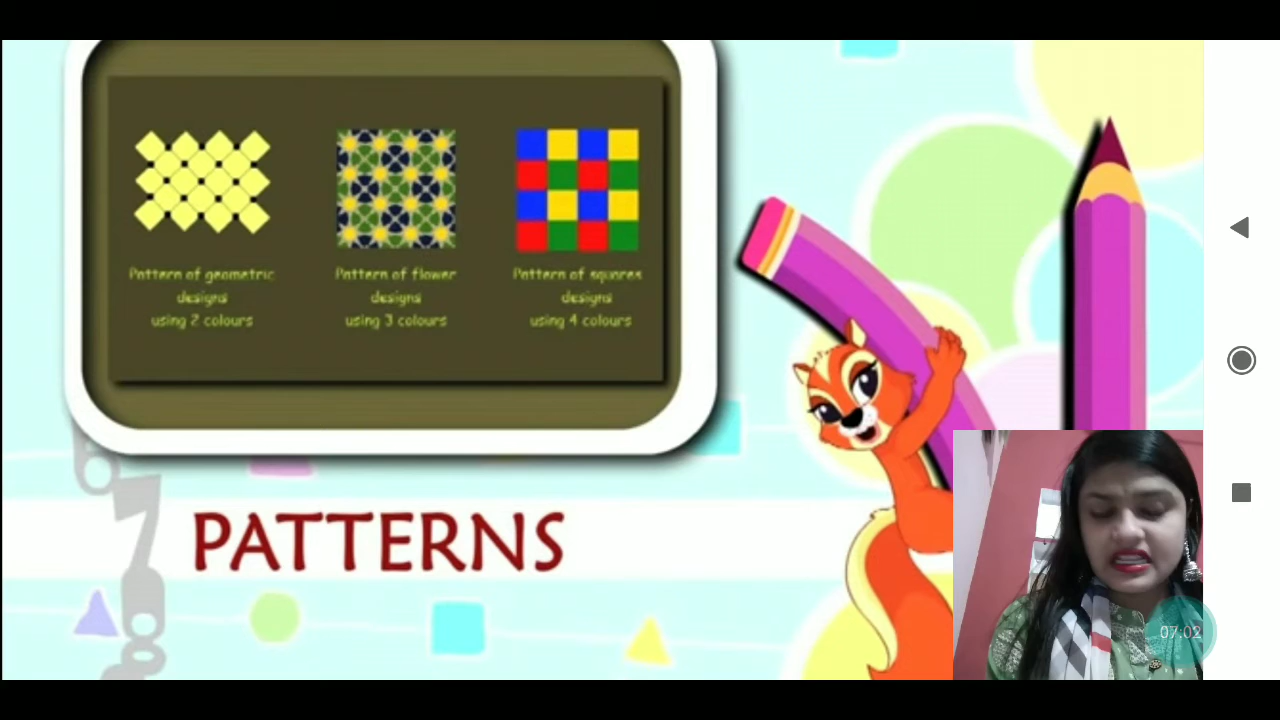 Pattern of geometric
designs
using 2 colours
Pattern of flower
designs
using 3 colours
Pattern of squares
designs
using 4 colours
PATTERNS
07:02